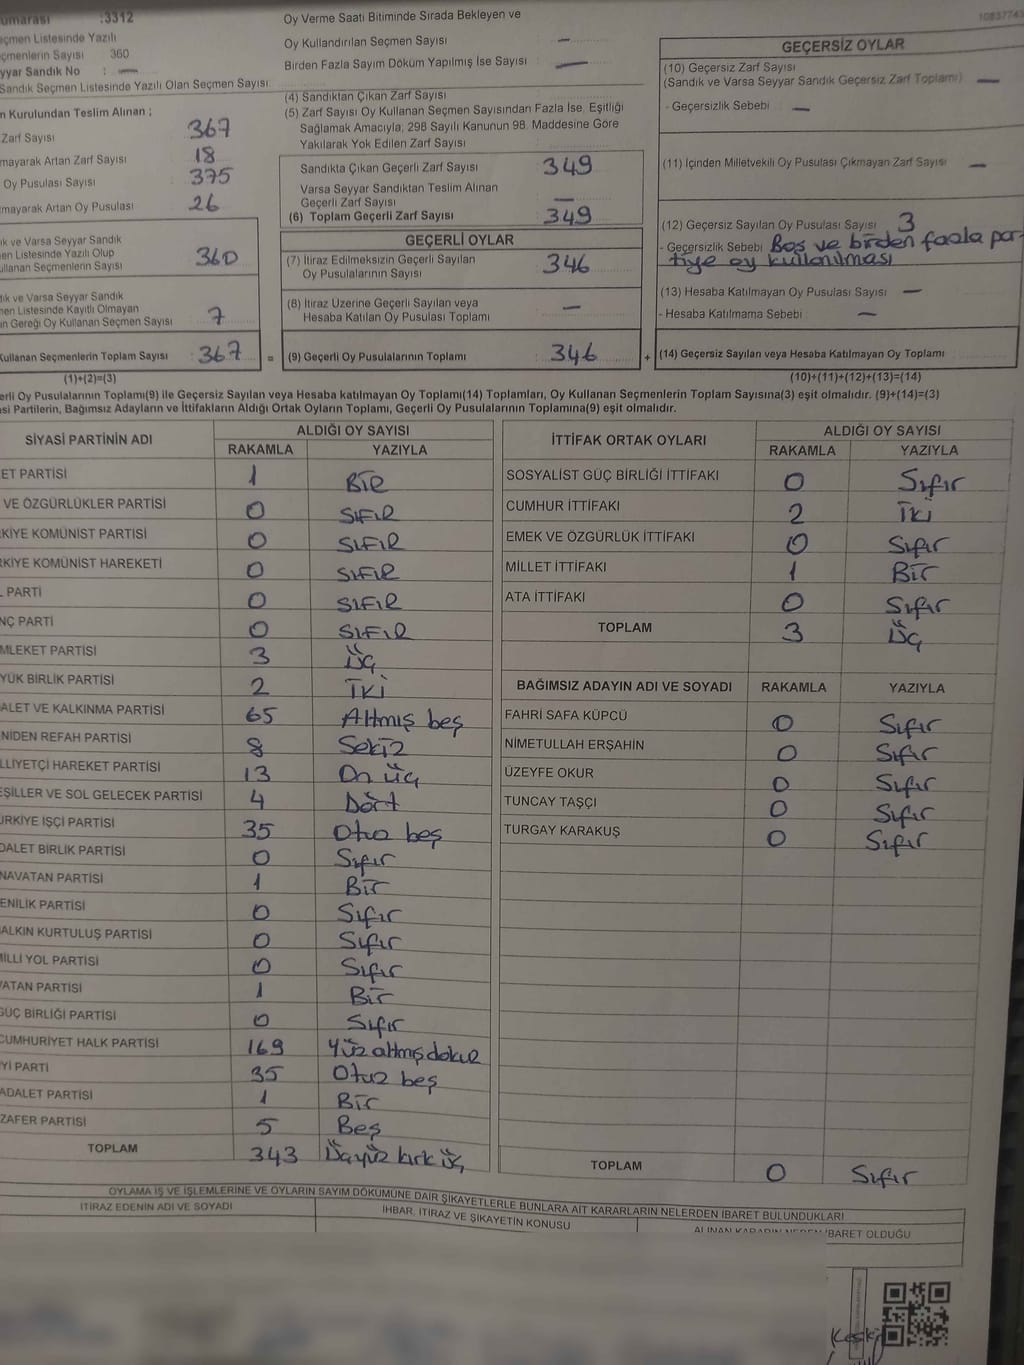 umarası :3312
eçmen Listesinde Yazılı
çmenlerin Sayısı 360
yyar Sandık No : —
Sandık Seçmen Listesinde Yazılı Olan Seçmen Sayısı
n Kurulundan Teslim Alınan ;
Zarf Sayısı 367
mayarak Artan Zarf Sayısı 18
Oy Pusulası Sayısı 375
mayarak Artan Oy Pusulası 26
ık ve Varsa Seyyar Sandık
en Listesinde Yazılı Olup
ullanan Seçmenlerin Sayısı 360
dık ve Varsa Seyyar Sandık
men Listesinde Kayıtlı Olmayan
ın Gereği Oy Kullanan Seçmen Sayısı 7
Kullanan Seçmenlerin Toplam Sayısı 367 =
(1)+(2)=(3)
Oy Verme Saati Bitiminde Sırada Bekleyen ve
Oy Kullandırılan Seçmen Sayısı —
Birden Fazla Sayım Döküm Yapılmış İse Sayısı —
(4) Sandıktan Çıkan Zarf Sayısı
(5) Zarf Sayısı Oy Kullanan Seçmen Sayısından Fazla İse, Eşitliği
Sağlamak Amacıyla, 298 Sayılı Kanunun 98. Maddesine Göre
Yakılarak Yok Edilen Zarf Sayısı
Sandıkta Çıkan Geçerli Zarf Sayısı 349
Varsa Seyyar Sandıktan Teslim Alınan
Geçerli Zarf Sayısı —
(6) Toplam Geçerli Zarf Sayısı 349
GEÇERLİ OYLAR
(7) İtiraz Edilmeksizin Geçerli Sayılan
Oy Pusulalarının Sayısı 346
(8) İtiraz Üzerine Geçerli Sayılan veya
Hesaba Katılan Oy Pusulası Toplamı —
(9) Geçerli Oy Pusulalarının Toplamı : 346 +
GEÇERSİZ OYLAR
(10) Geçersiz Zarf Sayısı
(Sandık ve Varsa Seyyar Sandık Geçersiz Zarf Toplamı) —
- Geçersizlik Sebebi —
(11) İçinden Milletvekili Oy Pusulası Çıkmayan Zarf Sayısı —
(12) Geçersiz Sayılan Oy Pusulası Sayısı 3
- Geçersizlik Sebebi Boş ve birden fazla par
tiye oy kullanılması
(13) Hesaba Katılmayan Oy Pusulası Sayısı —
- Hesaba Katılmama Sebebi —
(14) Geçersiz Sayılan veya Hesaba Katılmayan Oy Toplamı
(10)+(11)+(12)+(13)=(14)
erli Oy Pusulalarının Toplamı(9) ile Geçersiz Sayılan veya Hesaba katılmayan Oy Toplamı(14) Toplamları, Oy Kullanan Seçmenlerin Toplam Sayısına(3) eşit olmalıdır. (9)+(14)=(3)
asi Partilerin, Bağımsız Adayların ve İttifakların Aldığı Ortak Oyların Toplamı, Geçerli Oy Pusulalarının Toplamına(9) eşit olmalıdır.
SİYASİ PARTİNİN ADI ALDIĞI OY SAYISI
RAKAMLA YAZIYLA
ET PARTİSİ 1 Bir
VE ÖZGÜRLÜKLER PARTİSİ 0 SIFIR
RKİYE KOMÜNİST PARTİSİ 0 SIFIR
RKİYE KOMÜNİST HAREKETİ 0 SIFIR
L PARTİ 0 SIFIR
NÇ PARTİ 0 SIFIR
MLEKET PARTİSİ 3 Üç
YÜK BİRLİK PARTİSİ 2 İki
ALET VE KALKINMA PARTİSİ 65 Altmış beş
NİDEN REFAH PARTİSİ 8 Sekiz
LLİYETÇİ HAREKET PARTİSİ 13 On üç
EŞİLLER VE SOL GELECEK PARTİSİ 4 Dört
ÜRKİYE İŞÇİ PARTİSİ 35 Otuz beş
DALET BİRLİK PARTİSİ 0 Sıfır
NAVATAN PARTİSİ 1 Bir
ENİLİK PARTİSİ 0 Sıfır
ALKIN KURTULUŞ PARTİSİ 0 Sıfır
MİLLİ YOL PARTİSİ 0 Sıfır
VATAN PARTİSİ 1 Bir
GÜÇ BİRLİĞİ PARTİSİ 0 Sıfır
CUMHURİYET HALK PARTİSİ 169 Yüz altmış dokuz
İYİ PARTİ 35 Otuz beş
ADALET PARTİSİ 1 Bir
ZAFER PARTİSİ 5 Beş
TOPLAM 343 Üçyüz kırk üç
İTTİFAK ORTAK OYLARI ALDIĞI OY SAYISI
RAKAMLA YAZIYLA
SOSYALİST GÜÇ BİRLİĞİ İTTİFAKI 0 Sıfır
CUMHUR İTTİFAKI 2 İki
EMEK VE ÖZGÜRLÜK İTTİFAKI 0 Sıfır
MİLLET İTTİFAKI 1 Bir
ATA İTTİFAKI 0 Sıfır
TOPLAM 3 Üç
BAĞIMSIZ ADAYIN ADI VE SOYADI RAKAMLA YAZIYLA
FAHRİ SAFA KÜPCÜ 0 Sıfır
NİMETULLAH ERŞAHİN 0 Sıfır
ÜZEYFE OKUR 0 Sıfır
TUNCAY TAŞÇI 0 Sıfır
TURGAY KARAKUŞ 0 Sıfır
TOPLAM 0 Sıfır
OYLAMA İŞ VE İŞLEMLERİNE VE OYLARIN SAYIM DÖKÜMÜNE DAİR ŞİKAYETLERLE BUNLARA AİT KARARLARIN NELERDEN İBARET BULUNDUKLARI
İTİRAZ EDENİN ADI VE SOYADI
İHBAR, İTİRAZ VE ŞİKAYETİN KONUSU
ALINAN KARARIN NEDEN İBARET OLDUĞU